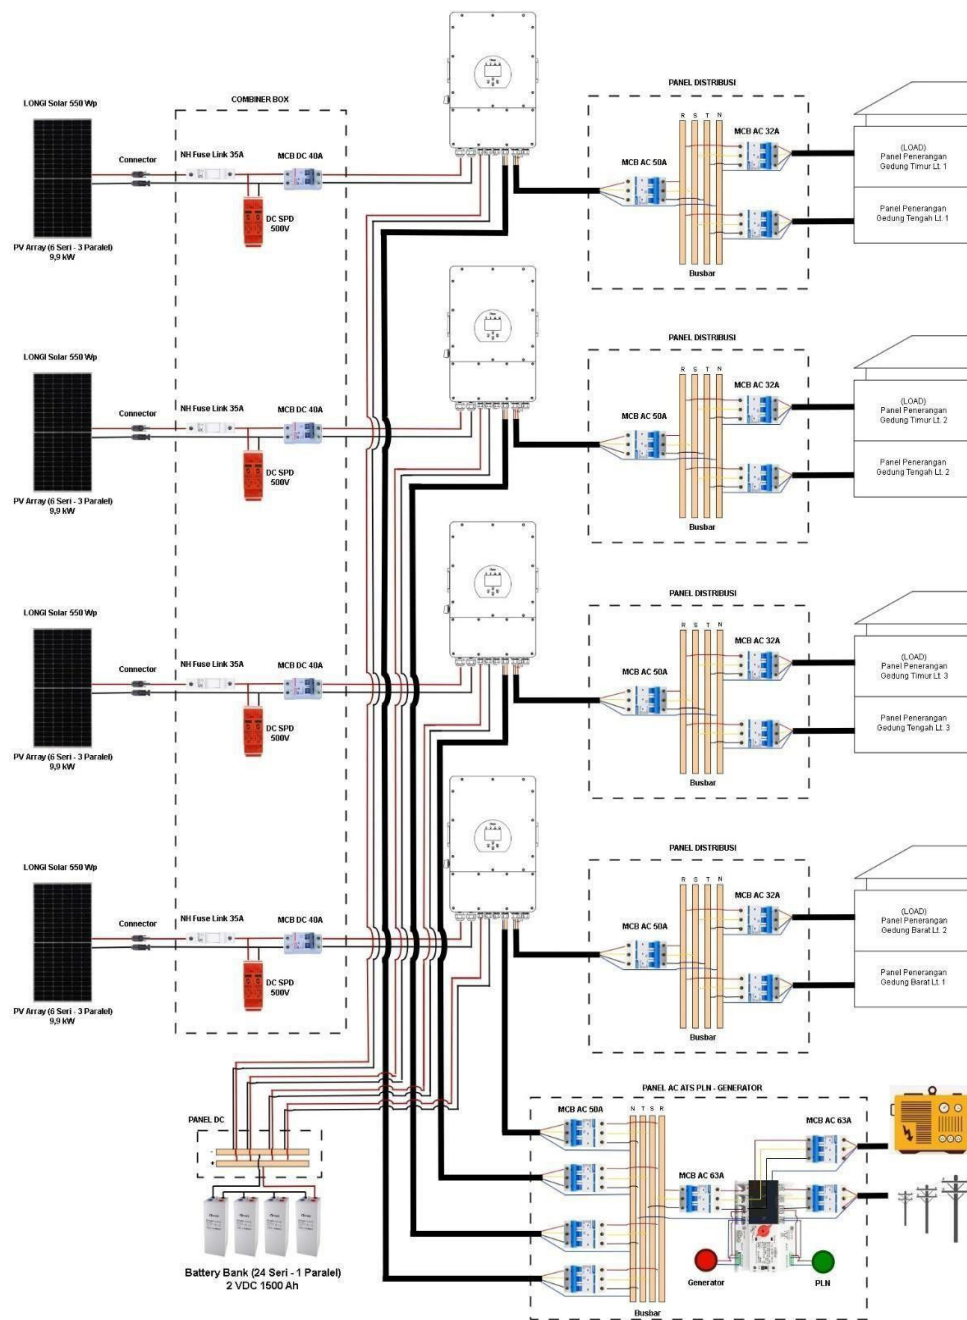 LONGI Solar 550 Wp
COMBINER BOX
PANEL DISTRIBUSI
Connector
NH Fuse Link 35A
MCB DC 40A
DC SPD
500V
PV Array (6 Seri - 3 Paralel)
9,9 kW
R S T N
MCB AC 50A
MCB AC 32A
Busbar
(LOAD)
Panel Penerangan
Gedung Timur Lt. 1
Panel Penerangan
Gedung Tengah Lt. 1
LONGI Solar 550 Wp
PANEL DISTRIBUSI
Connector
NH Fuse Link 35A
MCB DC 40A
DC SPD
500V
PV Array (6 Seri - 3 Paralel)
9,9 kW
R S T N
MCB AC 50A
MCB AC 32A
Busbar
(LOAD)
Panel Penerangan
Gedung Timur Lt. 2
Panel Penerangan
Gedung Tengah Lt. 2
LONGI Solar 550 Wp
PANEL DISTRIBUSI
Connector
NH Fuse Link 35A
MCB DC 40A
DC SPD
500V
PV Array (6 Seri - 3 Paralel)
9,9 kW
R S T N
MCB AC 50A
MCB AC 32A
Busbar
(LOAD)
Panel Penerangan
Gedung Timur Lt. 3
Panel Penerangan
Gedung Tengah Lt. 3
LONGI Solar 550 Wp
PANEL DISTRIBUSI
Connector
NH Fuse Link 35A
MCB DC 40A
DC SPD
500V
PV Array (6 Seri - 3 Paralel)
9,9 kW
R S T N
MCB AC 50A
MCB AC 32A
Busbar
(LOAD)
Panel Penerangan
Gedung Barat Lt. 2
Panel Penerangan
Gedung Barat Lt. 1
PANEL DC
-
+
Battery Bank (24 Seri - 1 Paralel)
2 VDC 1500 Ah
PANEL AC ATS PLN - GENERATOR
MCB AC 50A
N T S R
MCB AC 63A
MCB AC 63A
Generator
PLN
Busbar